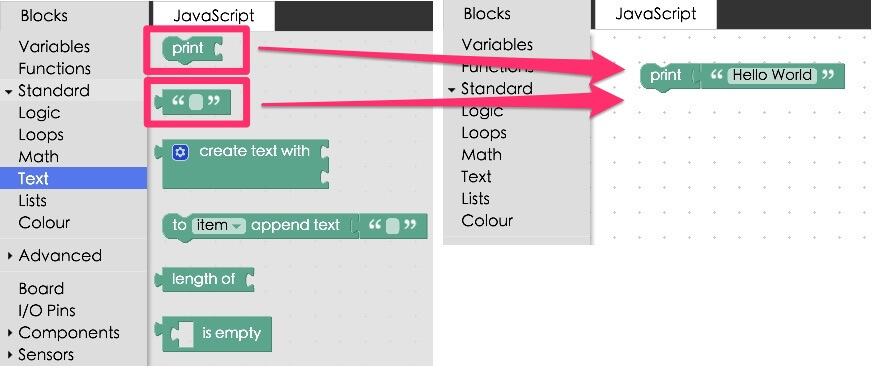 Blocks
JavaScript
Variables
Functions
Standard
Logic
Loops
Math
Text
Lists
Colour
Advanced
Board
I/O Pins
Components
Sensors
print
“ ”
create text with
to item append text “ ”
length of
is empty
Blocks
JavaScript
Variables
Functions
Standard
Logic
Loops
Math
Text
Lists
Colour
print “ Hello World ”